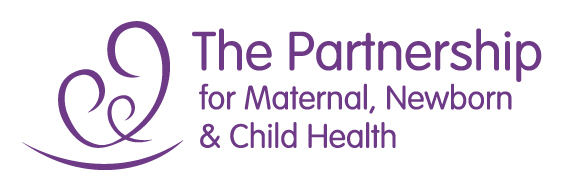 The Partnership
for Maternal, Newborn
& Child Health